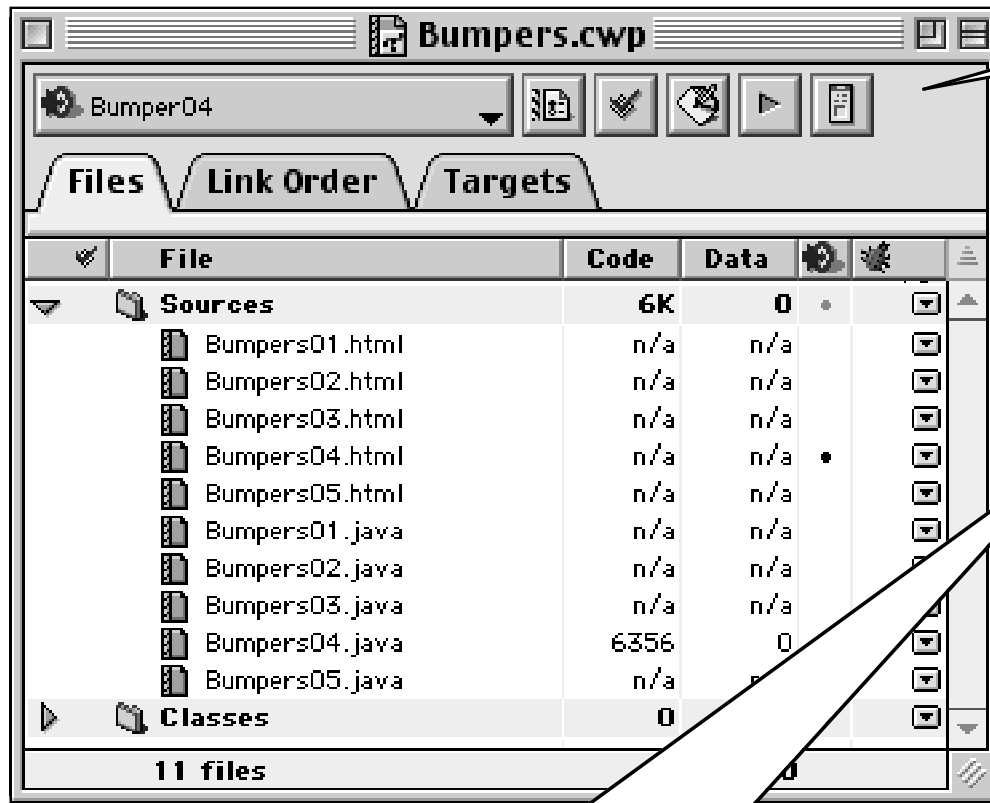 Bumpers.cwp
Bumper04
Files Link Order Targets
File Code Data
Sources 6K 0
Bumpers01.html n/a n/a
Bumpers02.html n/a n/a
Bumpers03.html n/a n/a
Bumpers04.html n/a n/a
Bumpers05.html n/a n/a
Bumpers01.java n/a n/a
Bumpers02.java n/a n/a
Bumpers03.java n/a n/a
Bumpers04.java 6356 0
Bumpers05.java n/a
Classes 0
11 files